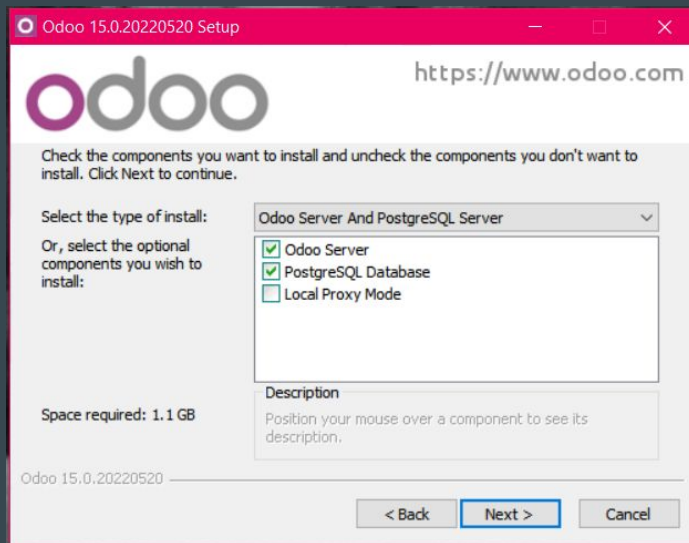 Odoo 15.0.20220520 Setup
odoo
https://www.odoo.com
Check the components you want to install and uncheck the components you don't want to
install. Click Next to continue.
Select the type of install:
Odoo Server And PostgreSQL Server
Or, select the optional
components you wish to
install:
Odoo Server
PostgreSQL Database
Local Proxy Mode
Space required: 1.1 GB
Description
Position your mouse over a component to see its
description.
Odoo 15.0.20220520
< Back
Next >
Cancel